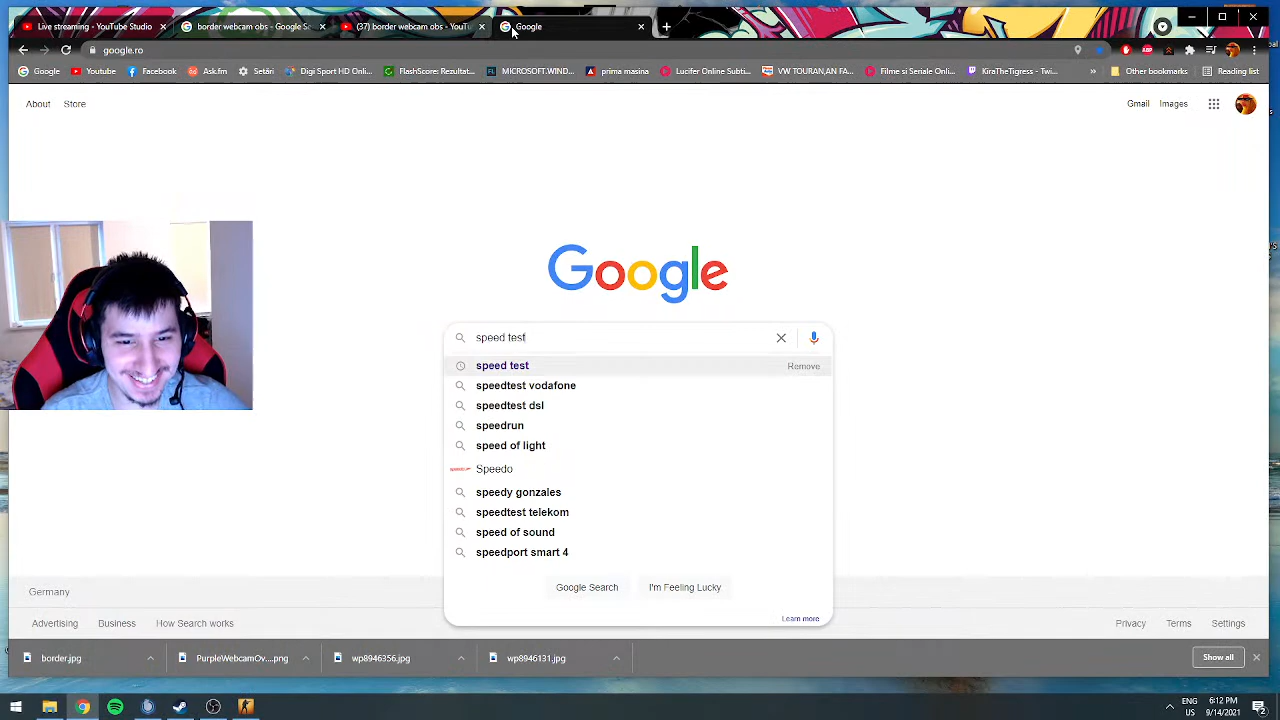 Live streaming - YouTube Studio
border webcam obs - Google Se
(37) border webcam obs - YouTu
Google
google.ro
Google
Youtube
Facebook
Ask.fm
Setări
Digi Sport HD Onl...
FlashScore: Rezultat...
MICROSOFT.WIND...
prima masina
Lucifer Online Subti...
VW TOURAN,AN FA...
Filme si Seriale Onli...
KiraTheTigress - Twi...
Other bookmarks
Reading list
About
Store
Gmail
Images
Google
speed test
speed test
Remove
speedtest vodafone
speedtest dsl
speedrun
speed of light
Speedo
speedy gonzales
speedtest telekom
speed of sound
speedport smart 4
Google Search
I'm Feeling Lucky
Learn more
Germany
Advertising
Business
How Search works
Privacy
Terms
Settings
border.jpg
PurpleWebcamOv....png
wp8946356.jpg
wp8946131.jpg
Show all
ENG
US
6:12 PM
9/14/2021
2